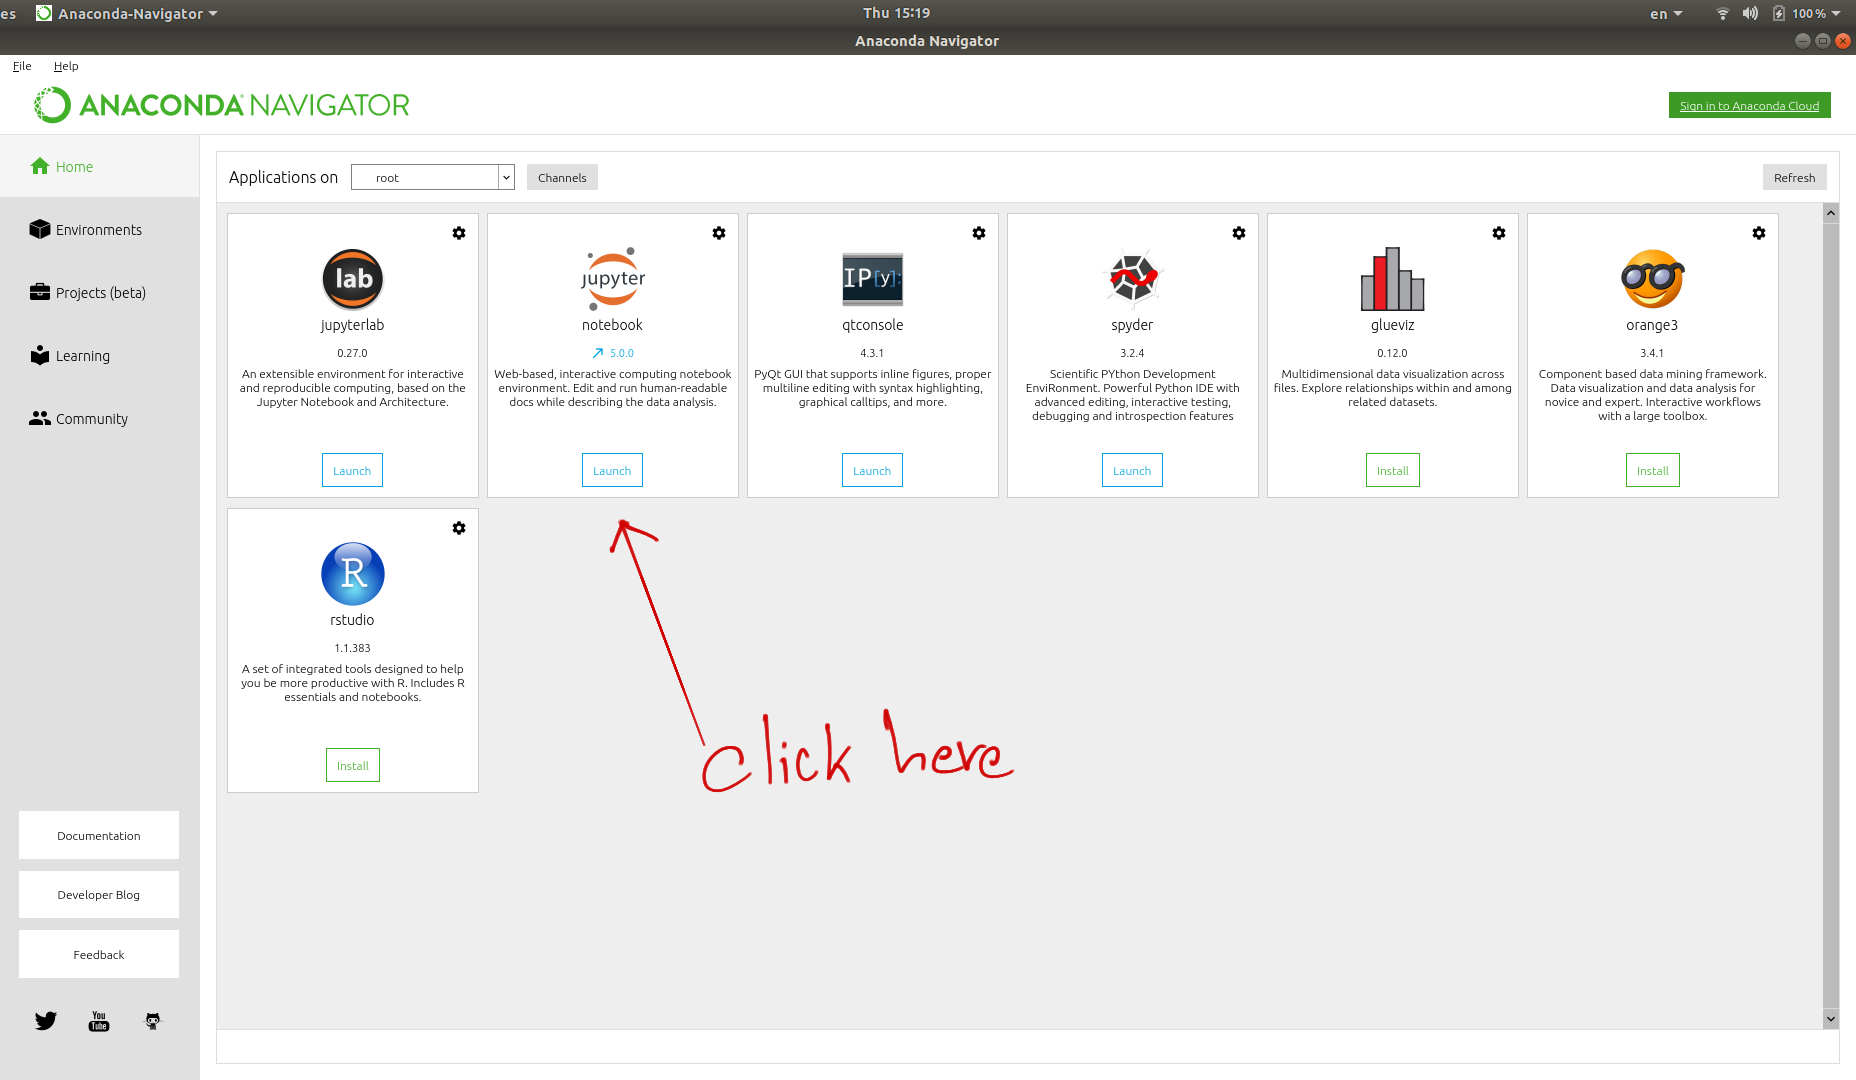 es Anaconda-Navigator Thu 15:19 en 100 %
Anaconda Navigator
File Help
ANACONDA NAVIGATOR
Sign in to Anaconda Cloud
Home
Environments
Projects (beta)
Learning
Community
Documentation
Developer Blog
Feedback
You
Tube
Applications on root Channels Refresh
lab
jupyterlab
0.27.0
An extensible environment for interactive
and reproducible computing, based on the
Jupyter Notebook and Architecture.
Launch
jupyter
notebook
5.0.0
Web-based, interactive computing notebook
environment. Edit and run human-readable
docs while describing the data analysis.
Launch
IP[y]:
qtconsole
4.3.1
PyQt GUI that supports inline figures, proper
multiline editing with syntax highlighting,
graphical calltips, and more.
Launch
spyder
3.2.4
Scientific PYthon Development
EnviRonment. Powerful Python IDE with
advanced editing, interactive testing,
debugging and introspection features
Launch
glueviz
0.12.0
Multidimensional data visualization across
files. Explore relationships within and among
related datasets.
Install
orange3
3.4.1
Component based data mining framework.
Data visualization and data analysis for
novice and expert. Interactive workflows
with a large toolbox.
Install
R
rstudio
1.1.383
A set of integrated tools designed to help
you be more productive with R. Includes R
essentials and notebooks.
Install
click here